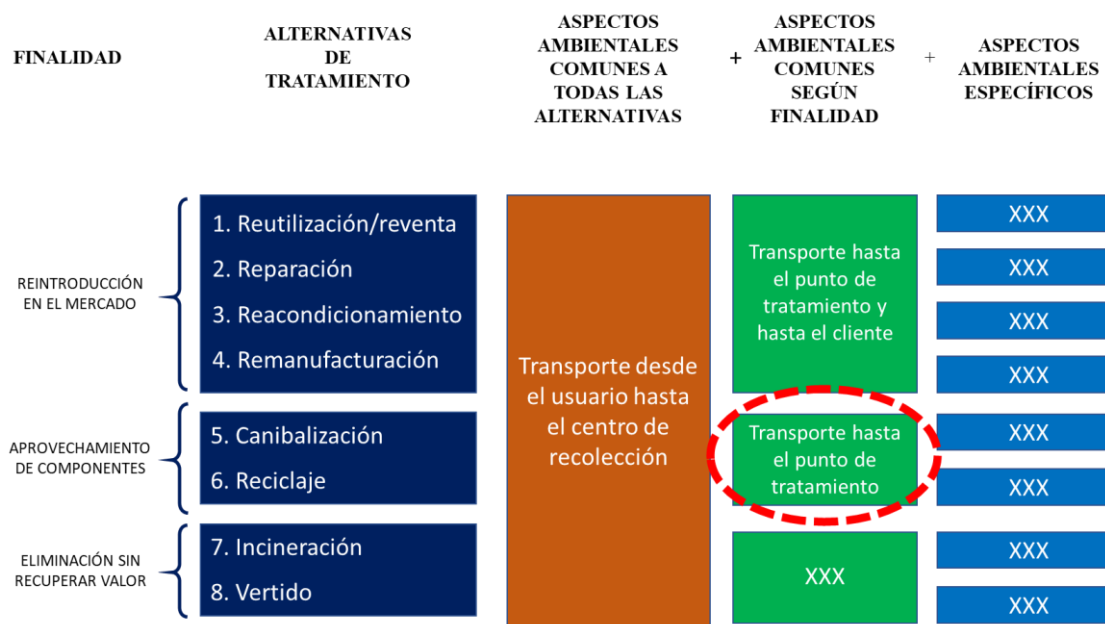 FINALIDAD
ALTERNATIVAS
DE
TRATAMIENTO
ASPECTOS
AMBIENTALES
COMUNES A
TODAS LAS
ALTERNATIVAS
+
ASPECTOS
AMBIENTALES
COMUNES
SEGÚN
FINALIDAD
+
ASPECTOS
AMBIENTALES
ESPECÍFICOS
REINTRODUCCIÓN
EN EL MERCADO
1. Reutilización/reventa
2. Reparación
3. Reacondicionamiento
4. Remanufacturación
APROVECHAMIENTO
DE COMPONENTES
5. Canibalización
6. Reciclaje
ELIMINACIÓN SIN
RECUPERAR VALOR
7. Incineración
8. Vertido
Transporte desde
el usuario hasta
el centro de
recolección
Transporte hasta
el punto de
tratamiento y
hasta el cliente
Transporte hasta
el punto de
tratamiento
XXX
XXX
XXX
XXX
XXX
XXX
XXX
XXX
XXX